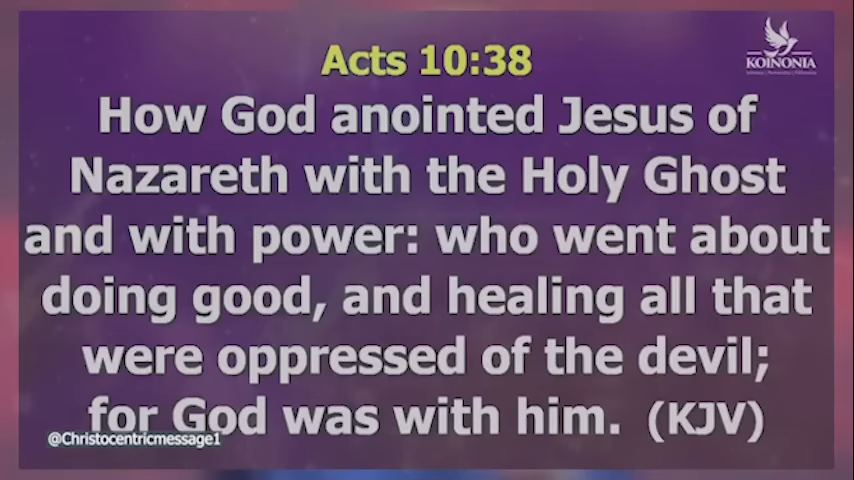 Acts 10:38
KOINONIA
How God anointed Jesus of
Nazareth with the Holy Ghost
and with power: who went about
doing good, and healing all that
were oppressed of the devil;
for God was with him. (KJV)
@Christocentricmessage1